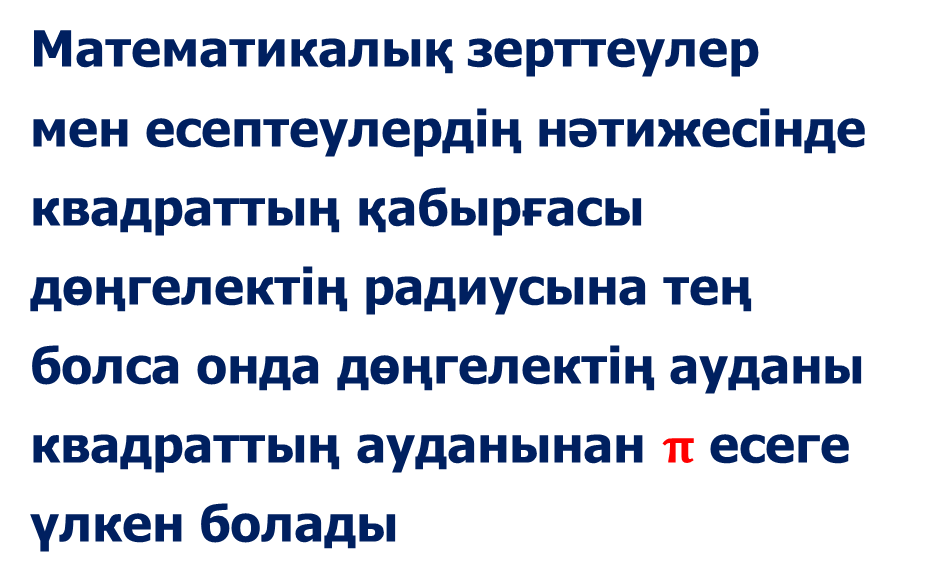 Математикалық зерттеулер
мен есептеулердің нәтижесінде
квадраттың қабырғасы
дөңгелектің радиусына тең
болса онда дөңгелектің ауданы
квадраттың ауданынан π есеге
үлкен болады